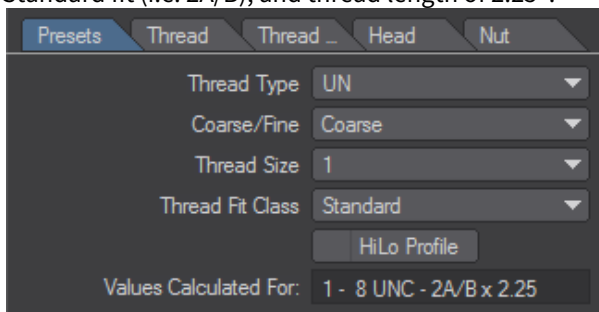 Standard fit (i.e. 2A/B), and thread length of 2.25".
Presets Thread Thread ... Head Nut
Thread Type UN
Coarse/Fine Coarse
Thread Size 1
Thread Fit Class Standard
HiLo Profile
Values Calculated For: 1 - 8 UNC - 2A/B x 2.25